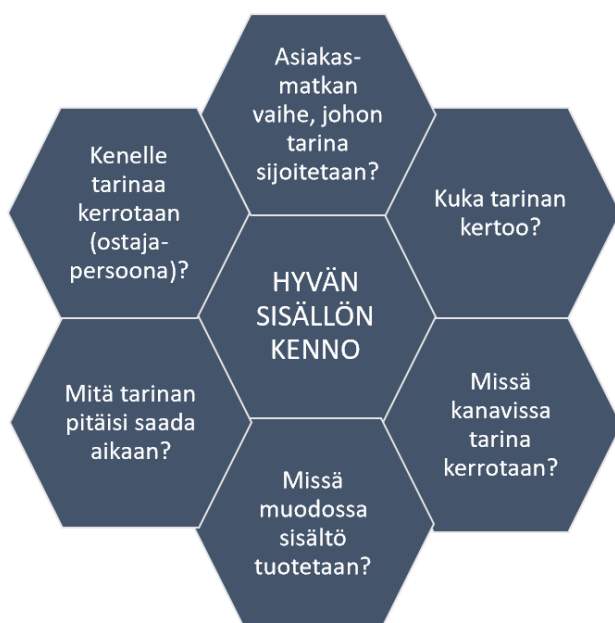 Asiakas-
matkan
vaihe, johon
tarina
sijoitetaan?
Kenelle
tarinaa
kerrotaan
(ostaja-
persoona)?
Kuka tarinan
kertoo?
HYVÄN
SISÄLLÖN
KENNO
Mitä tarinan
pitäisi saada
aikaan?
Missä
kanavissa
tarina
kerrotaan?
Missä
muodossa
sisältö
tuotetaan?